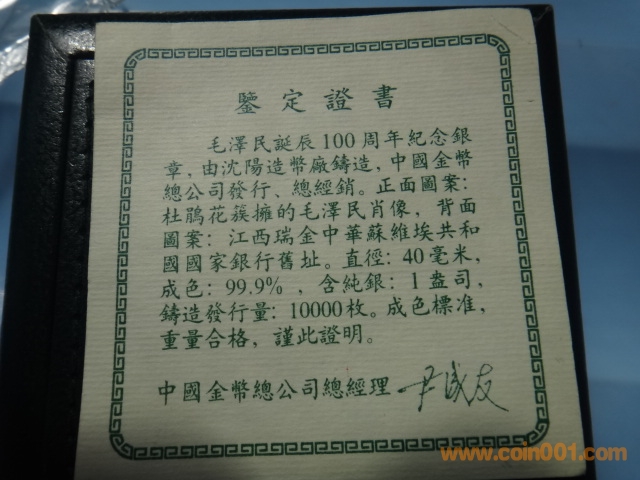 鑒定證書
毛澤民誕辰100周年紀念銀
章，由沈陽造幣廠鑄造，中國金幣
總公司發行、總經銷。正面圖案：
杜鵑花簇擁的毛澤民肖像，背面
圖案：江西瑞金中華蘇維埃共和
國國家銀行舊址。直徑：40毫米，
成色：99.9%，含純銀：1盎司，
鑄造發行量：10000枚。成色標准，
重量合格，謹此證明。
中國金幣總公司總經理 尹成友
www.coin001.com